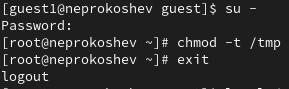 [guest1@neprokoshev guest]$ su -
Password:
[root@neprokoshev ~]# chmod -t /tmp
[root@neprokoshev ~]# exit
logout